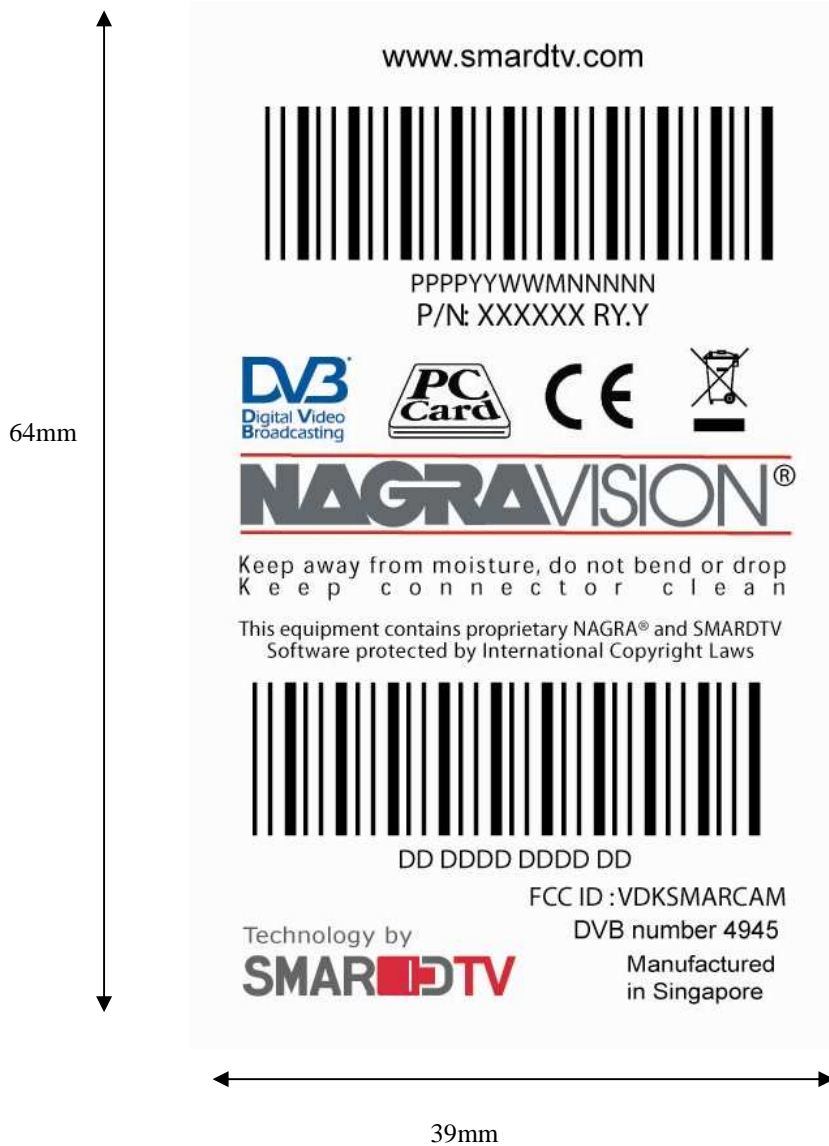 www.smardtv.com
PPPPYYWWMNNNNN
P/N: XXXXXX RY.Y
DVB
Digital Video
Broadcasting
PC
Card
CE
64mm
NAGRAVISION®
Keep away from moisture, do not bend or drop
Keep connector clean
This equipment contains proprietary NAGRA® and SMARDTV
Software protected by International Copyright Laws
DD DDDD DDDD DD
FCC ID : VDKSMARCAM
DVB number 4945
Technology by
SMARDTV
Manufactured
in Singapore
39mm